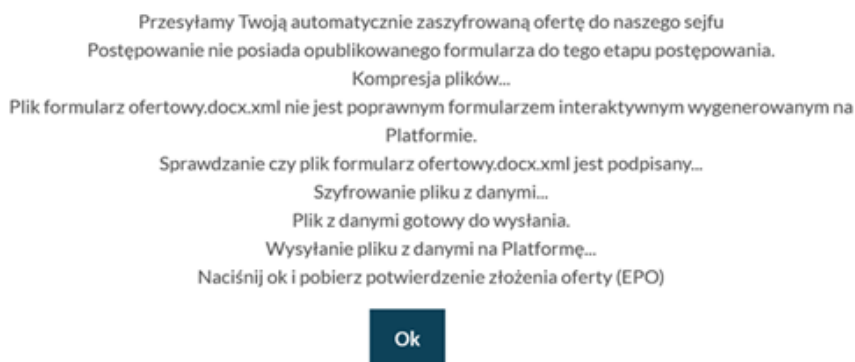 Przesyłamy Twoją automatycznie zaszyfrowaną ofertę do naszego sejfu
Postępowanie nie posiada opublikowanego formularza do tego etapu postępowania.
Kompresja plików...
Plik formularz ofertowy.docx.xml nie jest poprawnym formularzem interaktywnym wygenerowanym na
Platformie.
Sprawdzanie czy plik formularz ofertowy.docx.xml jest podpisany...
Szyfrowanie pliku z danymi...
Plik z danymi gotowy do wysłania.
Wysyłanie pliku z danymi na Platformę...
Naciśnij ok i pobierz potwierdzenie złożenia oferty (EPO)
Ok